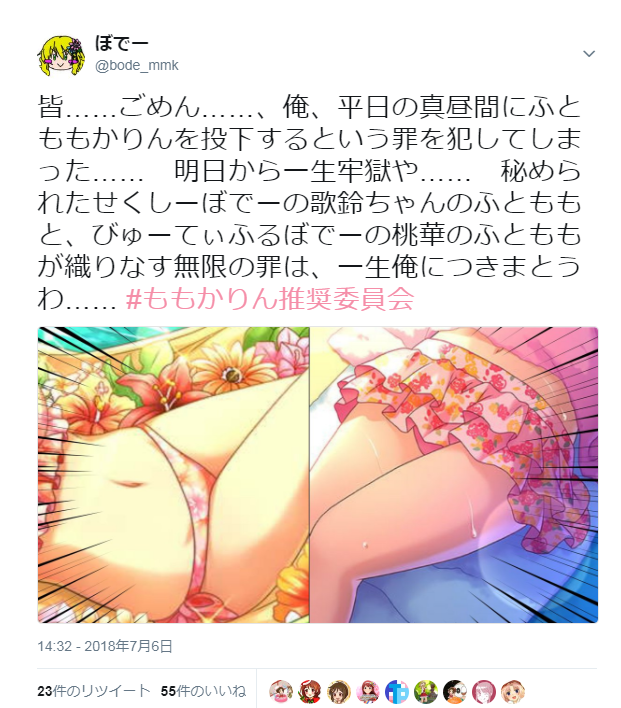 ぼでー
@bode_mmk
皆……ごめん……、俺、平日の真昼間にふと
ももかりんを投下するという罪を犯してしま
った……　明日から一生牢獄や……　秘めら
れたせくしーぼでーの歌鈴ちゃんのふともも
と、びゅーてぃふるぼでーの桃華のふともも
が織りなす無限の罪は、一生俺につきまとう
わ…… #ももかりん推奨委員会
14:32 - 2018年7月6日
23件のリツイート 55件のいいね